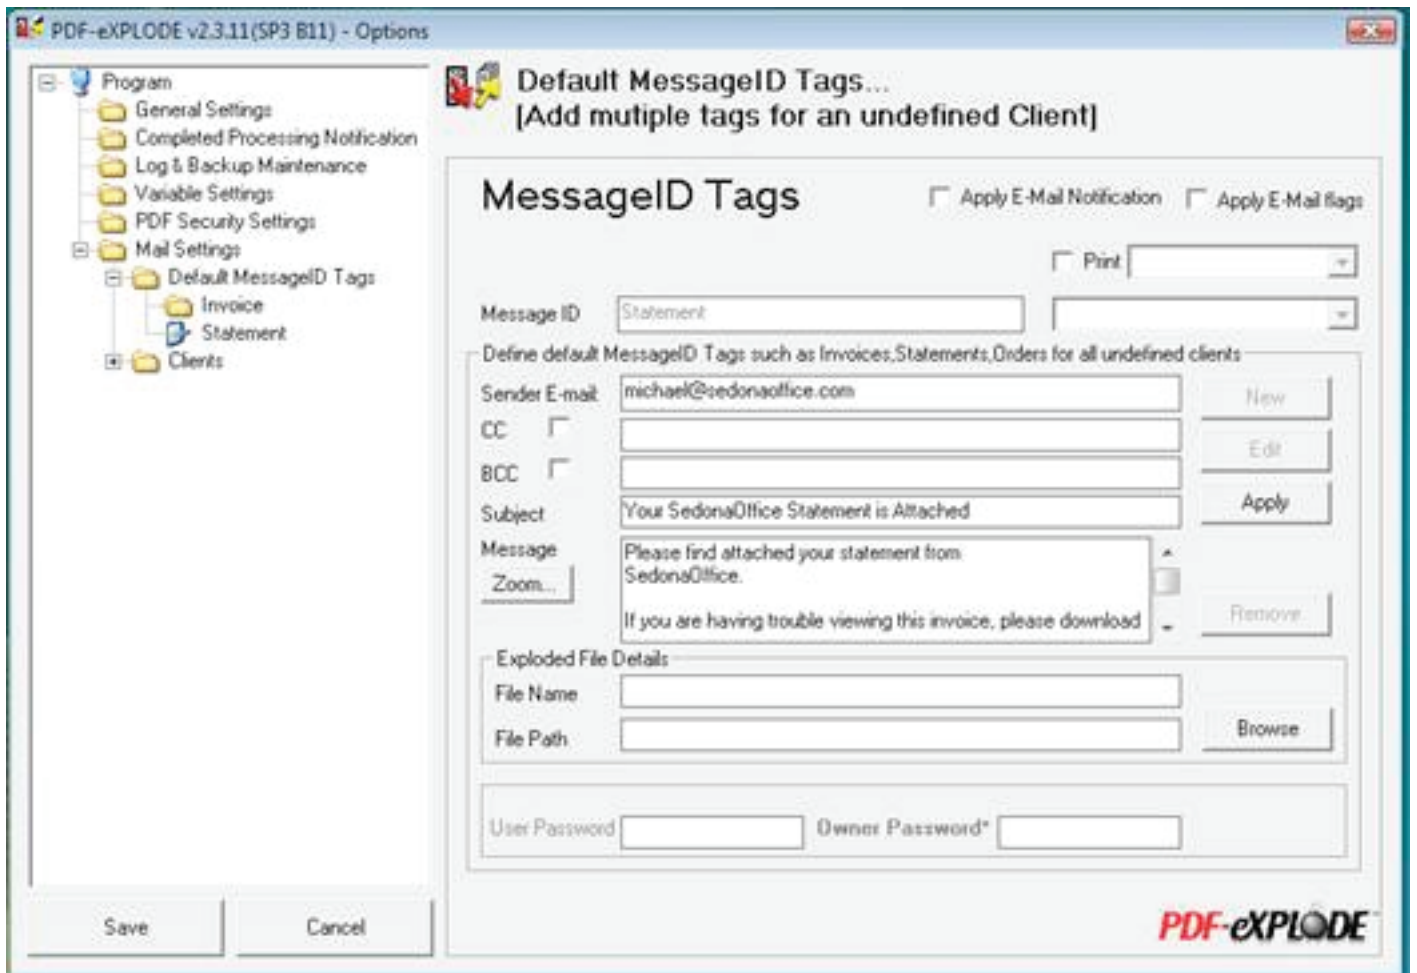 PDF-eXPLODE v2.3.11(SP3 B11) - Options
Program
General Settings
Completed Processing Notification
Log & Backup Maintenance
Variable Settings
PDF Security Settings
Mail Settings
Default MessageID Tags
Invoice
Statement
Clients
Save
Cancel
Default MessageID Tags...
[Add mutiple tags for an undefined Client]
MessageID Tags
Apply E-Mail Notification
Apply E-Mail flags
Print
Message ID
Statement
Define default MessageID Tags such as Invoices,Statements,Orders for all undefined clients
Sender E-mail:
michael@sedonaoffice.com
New
CC
Edit
BCC
Subject
Your SedonaOffice Statement is Attached
Apply
Message
Zoom...
Please find attached your statement from
SedonaOffice.
If you are having trouble viewing this invoice, please download
Remove
Exploded File Details
File Name
File Path
Browse
User Password
Owner Password*
PDF-eXPLODE